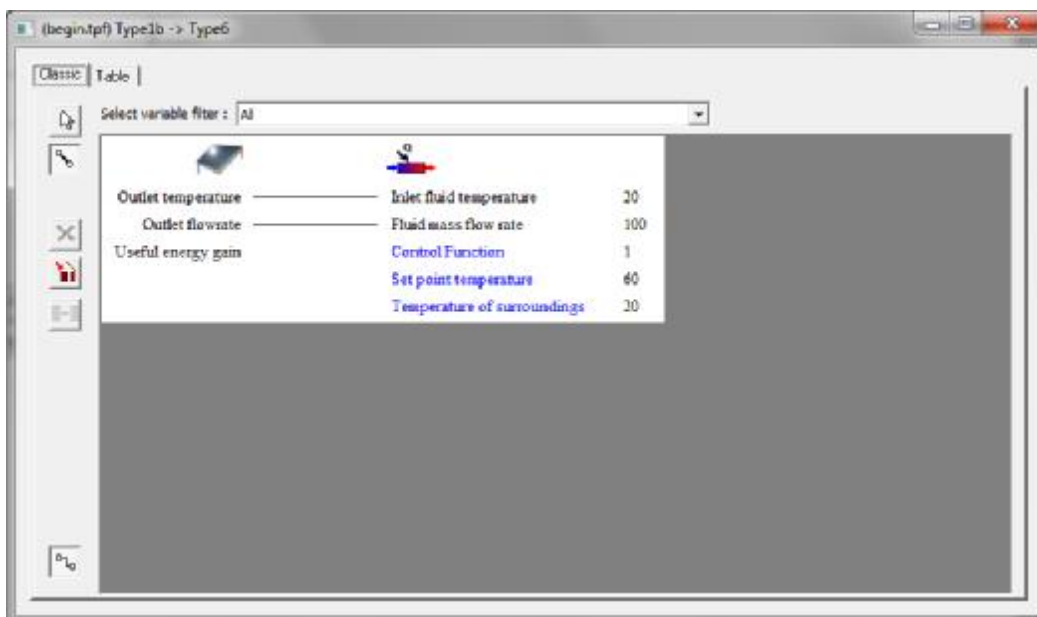 (begin.tpf) Type1b -> Type6
Classic Table
Select variable filter : All
Outlet temperature Inlet fluid temperature 20
Outlet flowrate Fluid mass flow rate 100
Useful energy gain Control Function 1
Set point temperature 60
Temperature of surroundings 20